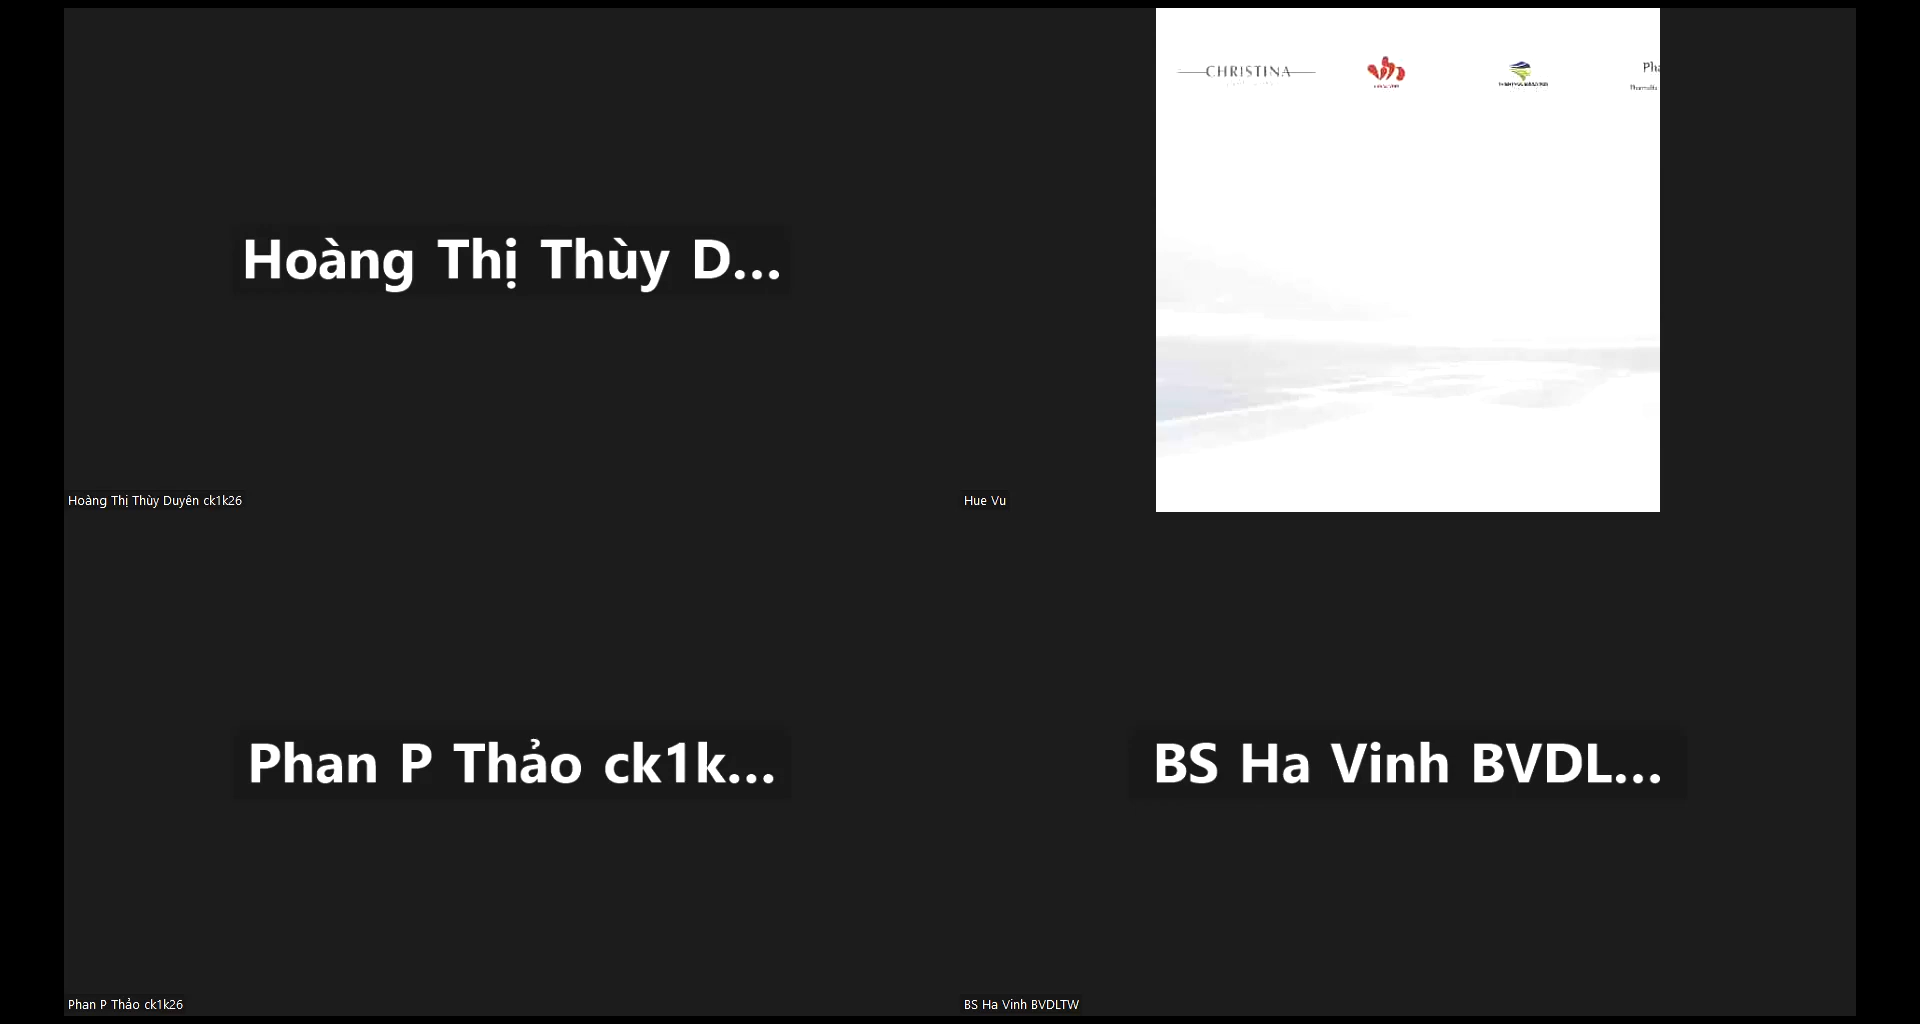 CHRISTINA
Pha
Hoàng Thị Thùy D...
Hoàng Thị Thùy Duyên ck1k26
Hue Vu
Phan P Thảo ck1k...
BS Ha Vinh BVDL...
Phan P Thảo ck1k26
BS Ha Vinh BVDLTW